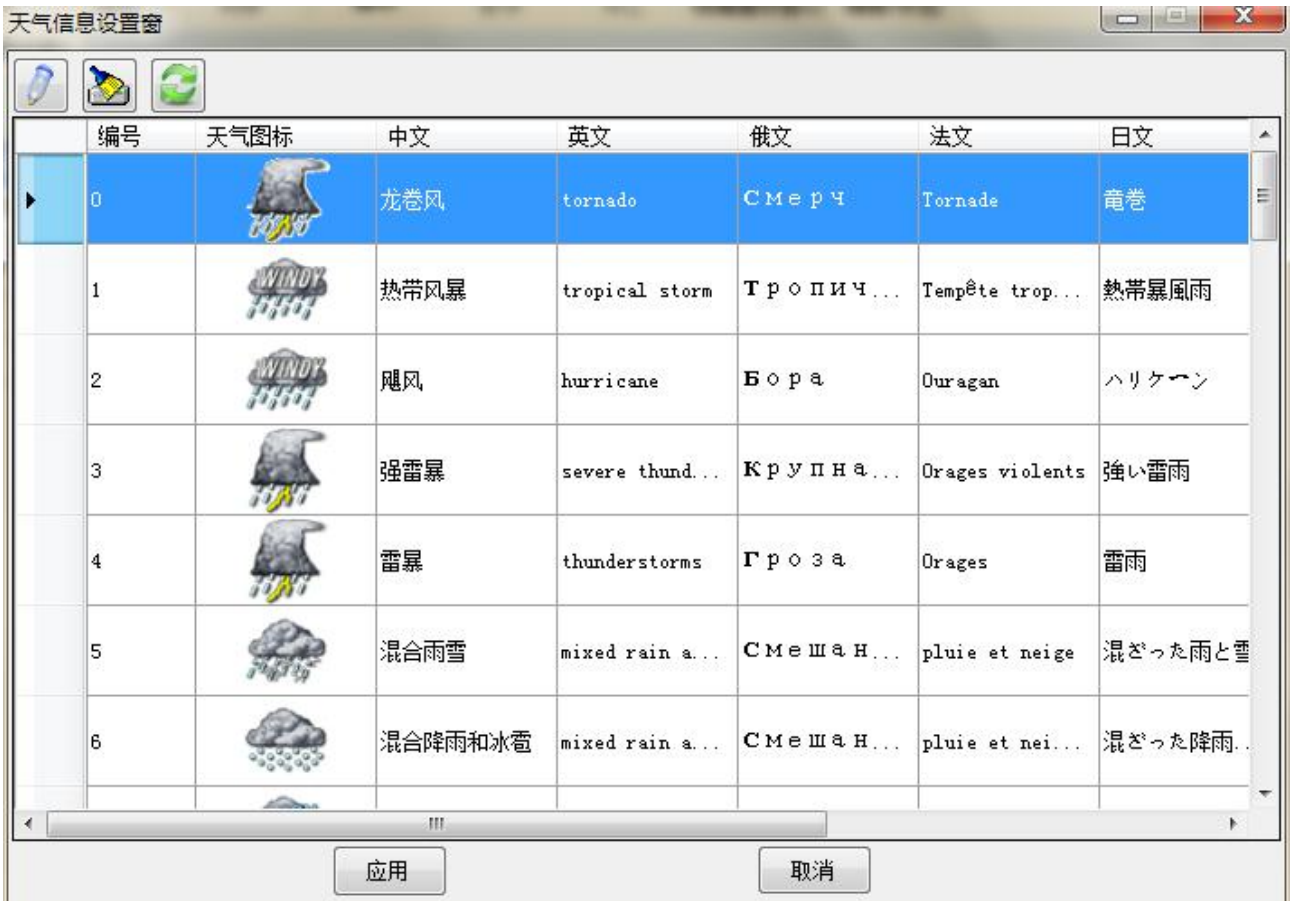 天气信息设置窗
编号 天气图标 中文 英文 俄文 法文 日文
0 龙卷风 tornado Смерч Tornade 竜巻
1 WINDY 热带风暴 tropical storm Тропич... Tempête trop... 熱帯暴風雨
2 WINDY 飓风 hurricane Бора Ouragan ハリケーン
3 强雷暴 severe thund... Крупна... Orages violents 強い雷雨
4 雷暴 thunderstorms Гроза Orages 雷雨
5 混合雨雪 mixed rain a... Смешан... pluie et neige 混ざった雨と雪
6 混合降雨和冰雹 mixed rain a... Смешан... pluie et nei... 混ざった降雨..
应用 取消